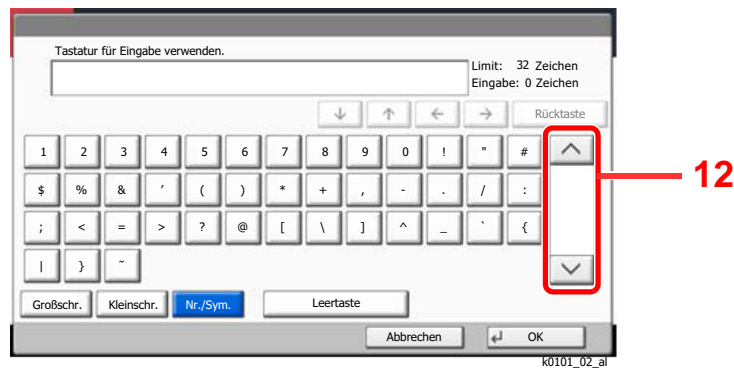 Tastatur für Eingabe verwenden.
Limit: 32 Zeichen
Eingabe: 0 Zeichen
↓ ↑ ← → Rücktaste
1 2 3 4 5 6 7 8 9 0 ! " #
$ % & ' ( ) * + , - . / :
; < = > ? @ [ \ ] ^ _ ` {
| } ~
12
Großschr. Kleinschr. Nr./Sym. Leertaste
Abbrechen ↵ OK
k0101_02_al